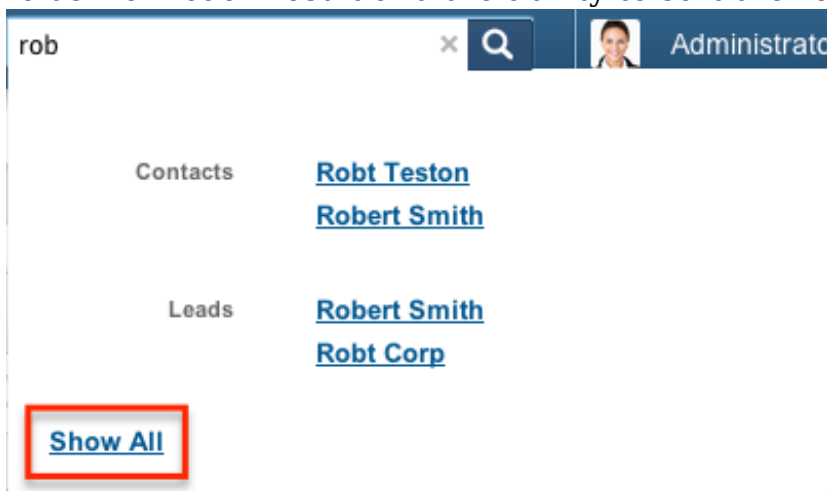 rob × Administrato
Contacts Robt Teston
Robert Smith
Leads Robert Smith
Robt Corp
Show All